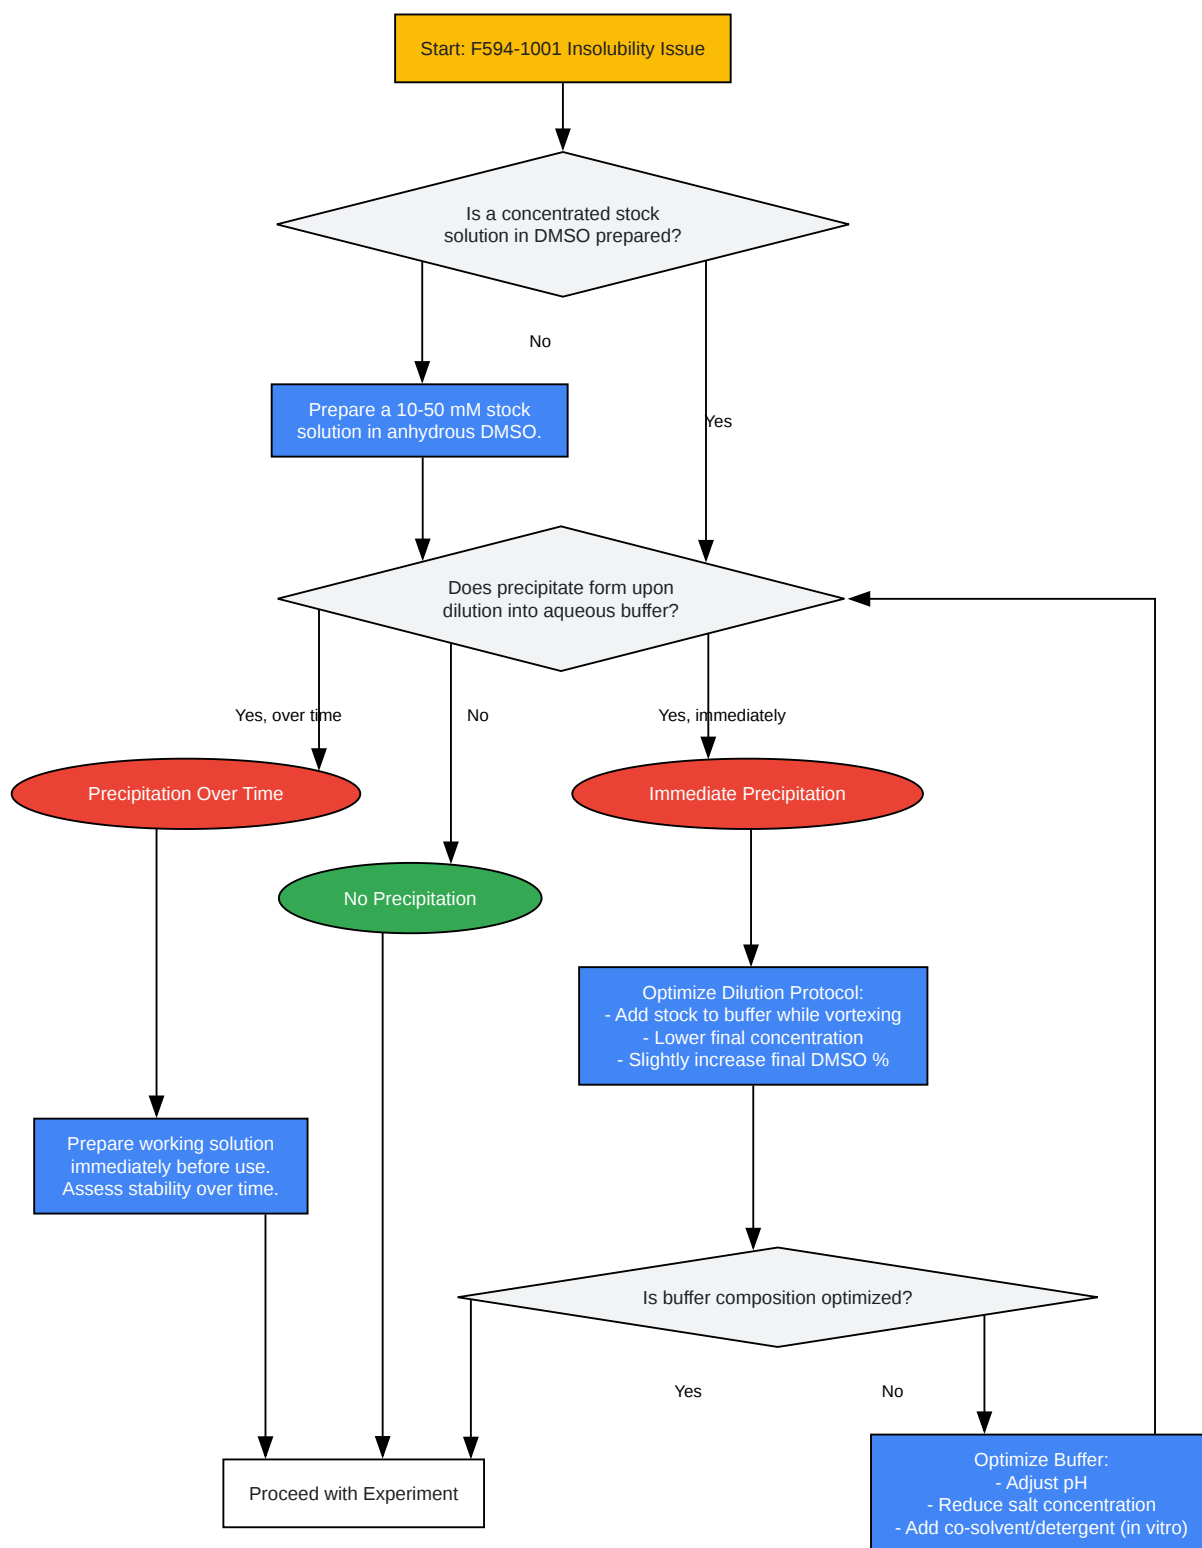 Start: F594-1001 Insolubility Issue
Is a concentrated stock
solution in DMSO prepared?
No
Prepare a 10-50 mM stock
solution in anhydrous DMSO.
Yes
Does precipitate form upon
dilution into aqueous buffer?
Yes, over time
No
Yes, immediately
Precipitation Over Time
Immediate Precipitation
No Precipitation
Optimize Dilution Protocol:
- Add stock to buffer while vortexing
- Lower final concentration
- Slightly increase final DMSO %
Prepare working solution
immediately before use.
Assess stability over time.
Is buffer composition optimized?
Yes
No
Proceed with Experiment
Optimize Buffer:
- Adjust pH
- Reduce salt concentration
- Add co-solvent/detergent (in vitro)